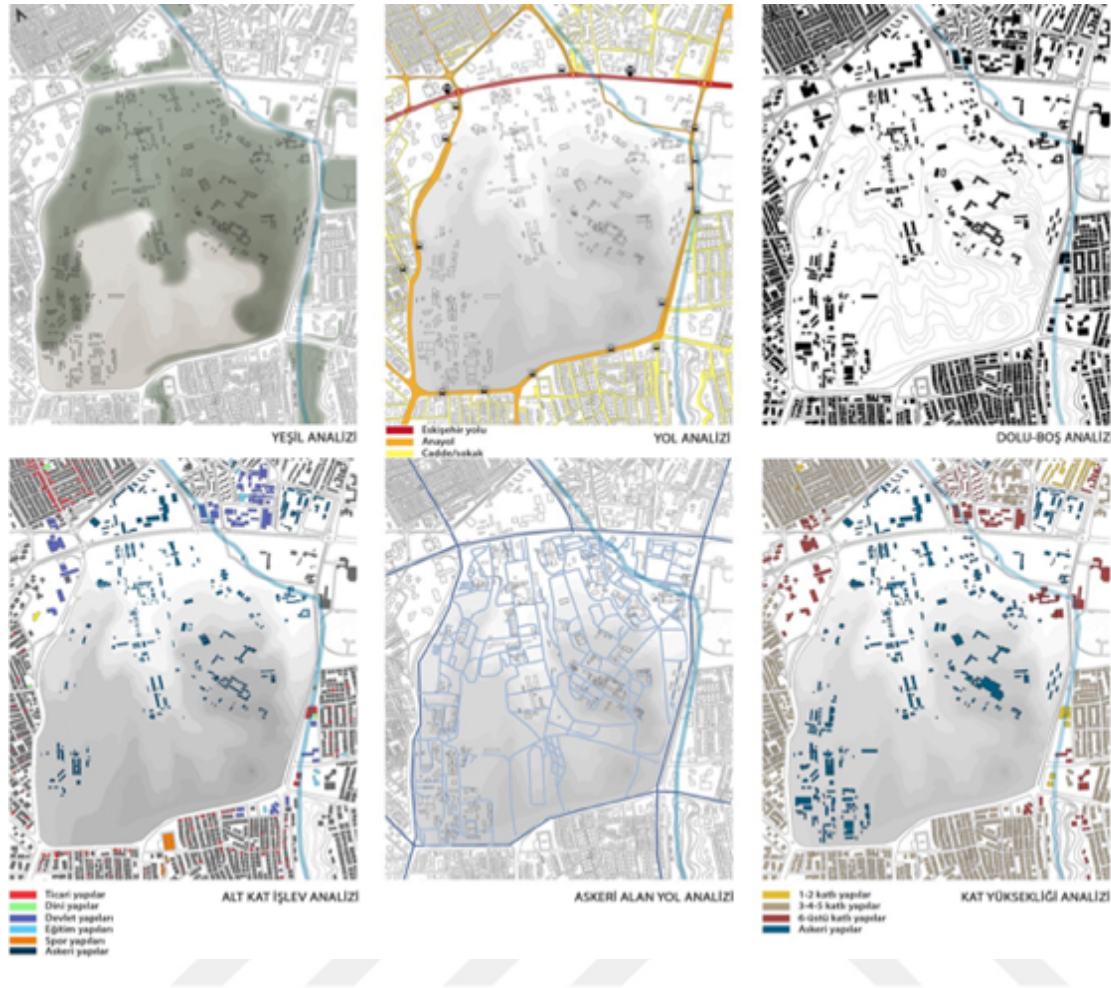 YEŞİL ANALİZİ
Eskişehir yolu
Anayol
Cadde/sokak
YOL ANALİZİ
DOLU-BOŞ ANALİZİ
Ticari yapılar
Dini yapılar
Devlet yapıları
Eğitim yapıları
Spor yapıları
Askeri yapılar
ALT KAT İŞLEV ANALİZİ
ASKERİ ALAN YOL ANALİZİ
1-2 katlı yapılar
3-4-5 katlı yapılar
6-üstü katlı yapılar
Askeri yapılar
KAT YÜKSEKLİĞİ ANALİZİ